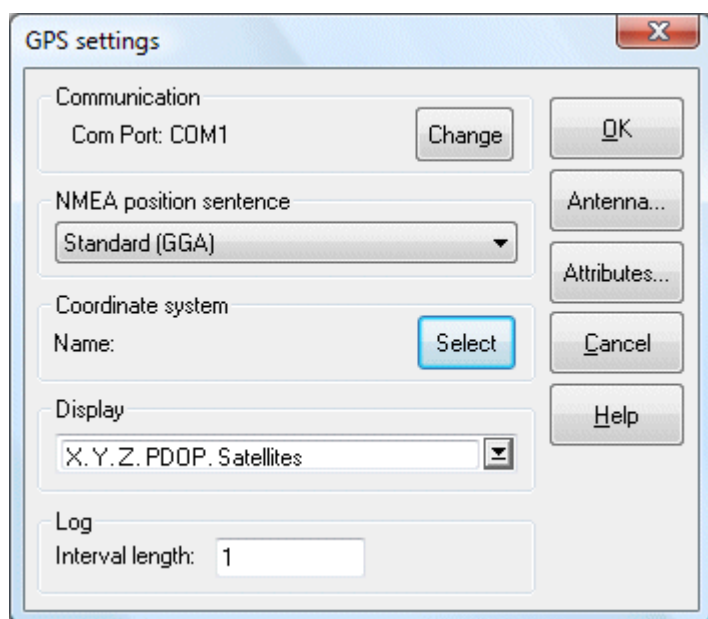 GPS settings
Communication
Com Port: COM1
Change
NMEA position sentence
Standard (GGA)
Coordinate system
Name:
Select
Display
X. Y. Z. PDOP. Satellites
Log
Interval length: 1
OK
Antenna...
Attributes...
Cancel
Help